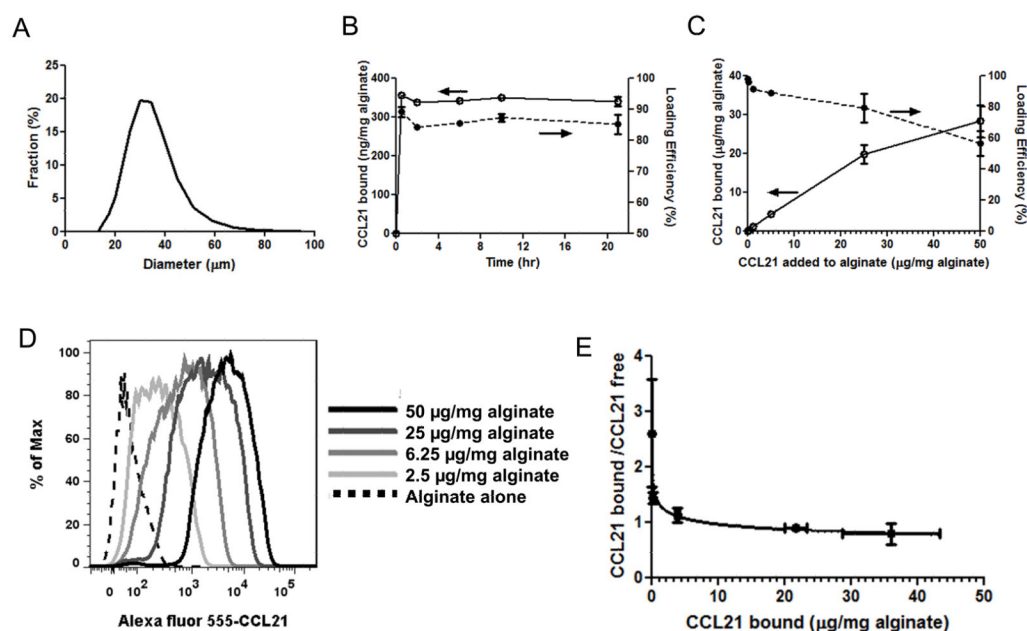 A
Fraction (%)
25
20
15
10
5
0
0 20 40 60 80 100
Diameter (μm)
B
CCL21 bound (ng/mg alginate)
400
300
200
100
0
0 4 8 12 16 20
Time (hr)
100
90
80
70
60
50
Loading Efficiency (%)
C
CCL21 bound (μg/mg alginate)
40
30
20
10
0
0 10 20 30 40 50
CCL21 added to alginate (μg/mg alginate)
100
80
60
40
20
0
Loading Efficiency (%)
D
% of Max
100
80
60
40
20
0
0 10² 10³ 10⁴ 10⁵
Alexa fluor 555-CCL21
50 μg/mg alginate
25 μg/mg alginate
6.25 μg/mg alginate
2.5 μg/mg alginate
Alginate alone
E
CCL21 bound /CCL21 free
4
3
2
1
0
0 10 20 30 40 50
CCL21 bound (μg/mg alginate)